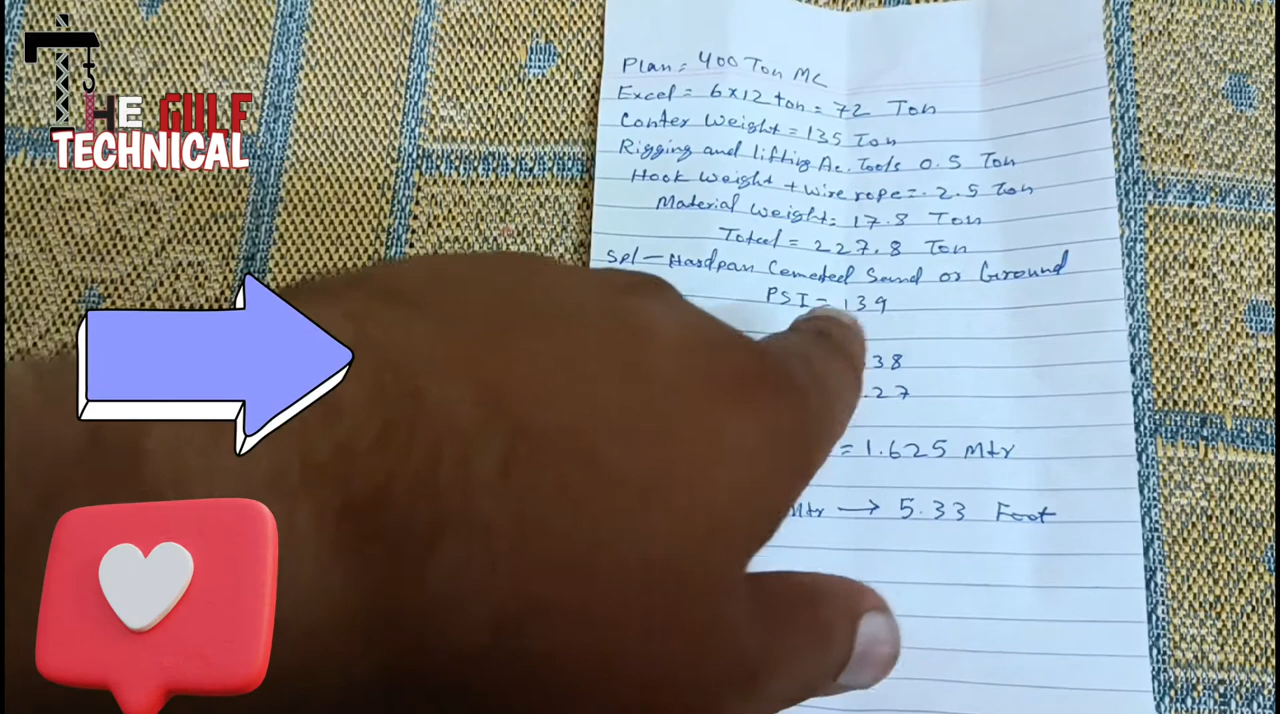 THE GULF
TECHNICAL
Plan = 400 Ton MC
Excel = 6x12 ton = 72 Ton
Conter Weight = 135 Ton
Rigging and lifting Ac. Tools 0.5 Ton
Hook Weight + wire rope = 2.5 Ton
Material Weight = 17.8 Ton
Total = 227.8 Ton
Spl - Hardpan Cemeted Sand or Ground
PSI = 139
38
.27
= 1.625 Mtr
Mtr → 5.33 Foot